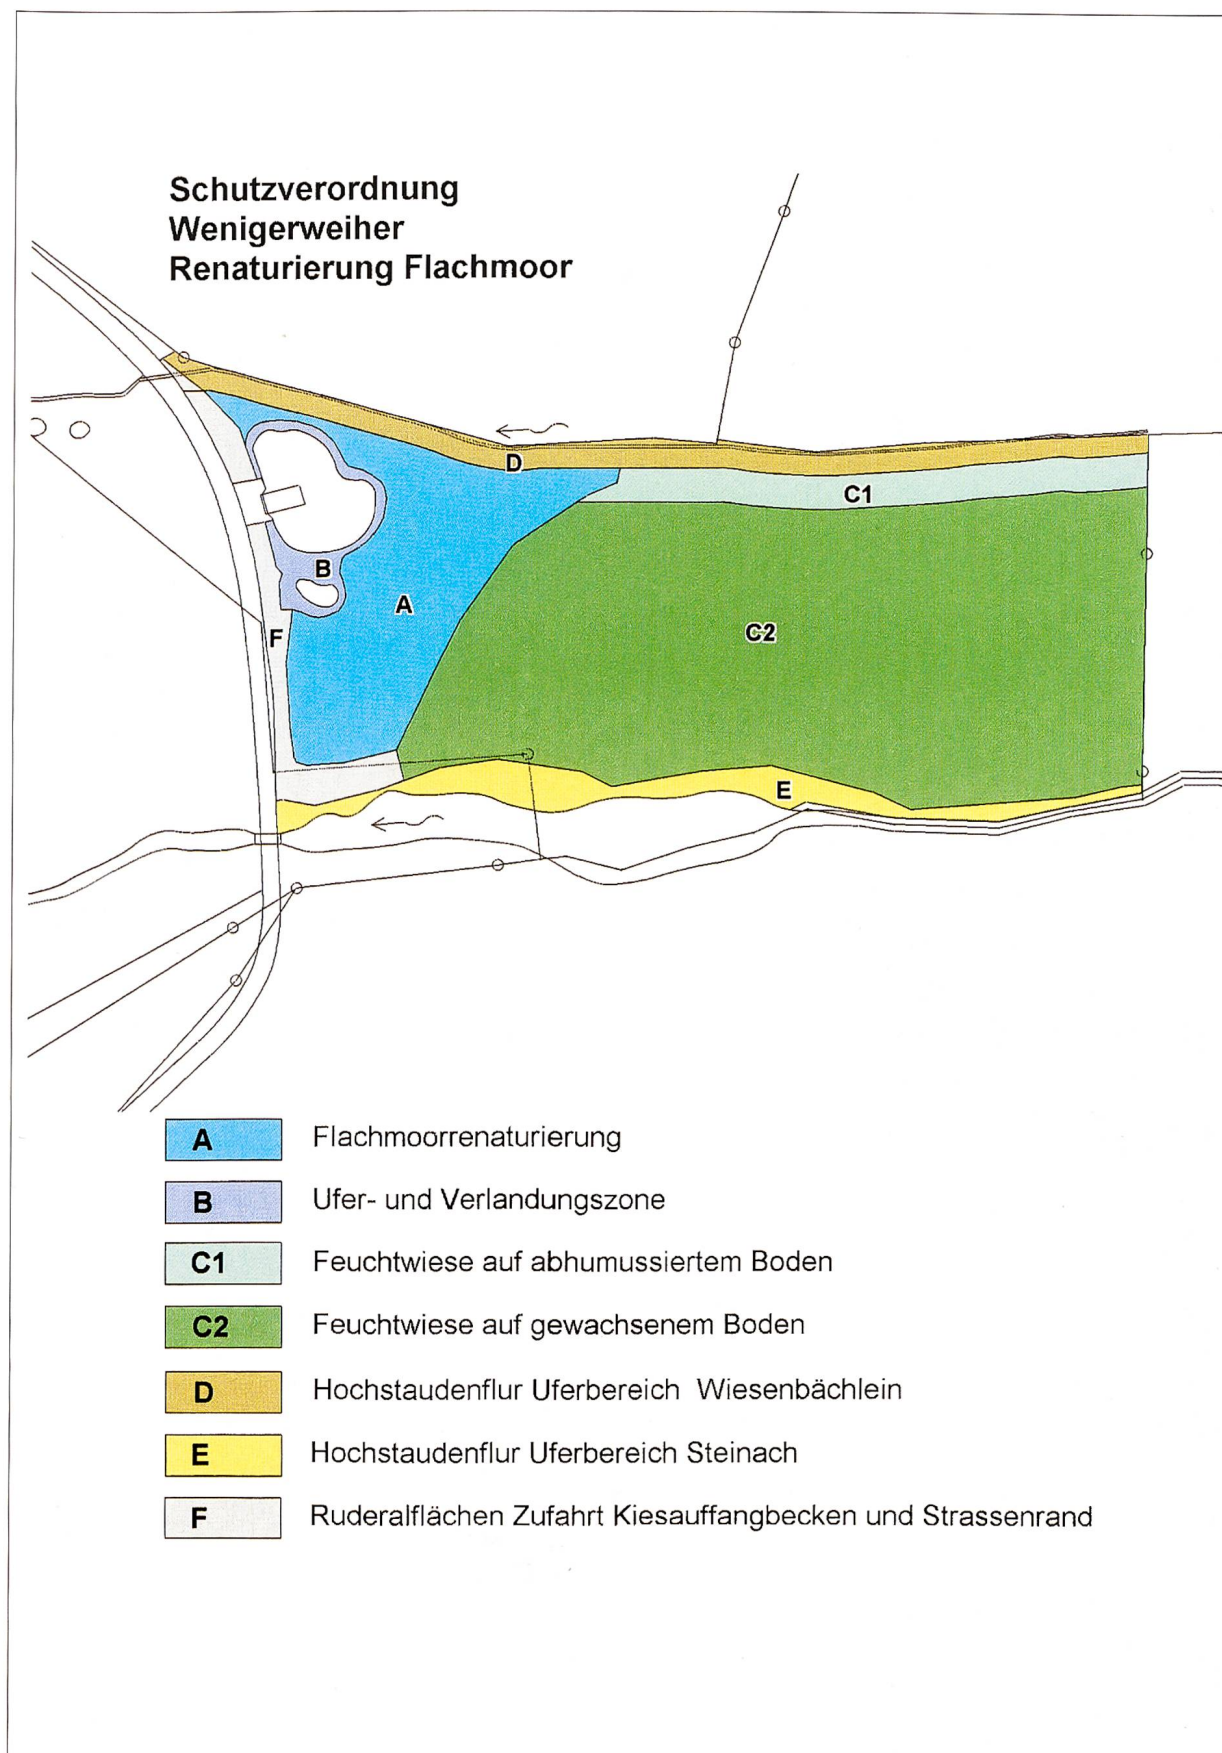 Schutzverordnung
Wenigerweiher
Renaturierung Flachmoor
D
C1
B
A
C2
F
E
A Flachmoorrenaturierung
B Ufer- und Verlandungszone
C1 Feuchtwiese auf abhumussiertem Boden
C2 Feuchtwiese auf gewachsenem Boden
D Hochstaudenflur Uferbereich Wiesenbächlein
E Hochstaudenflur Uferbereich Steinach
F Ruderalflächen Zufahrt Kiesauffangbecken und Strassenrand